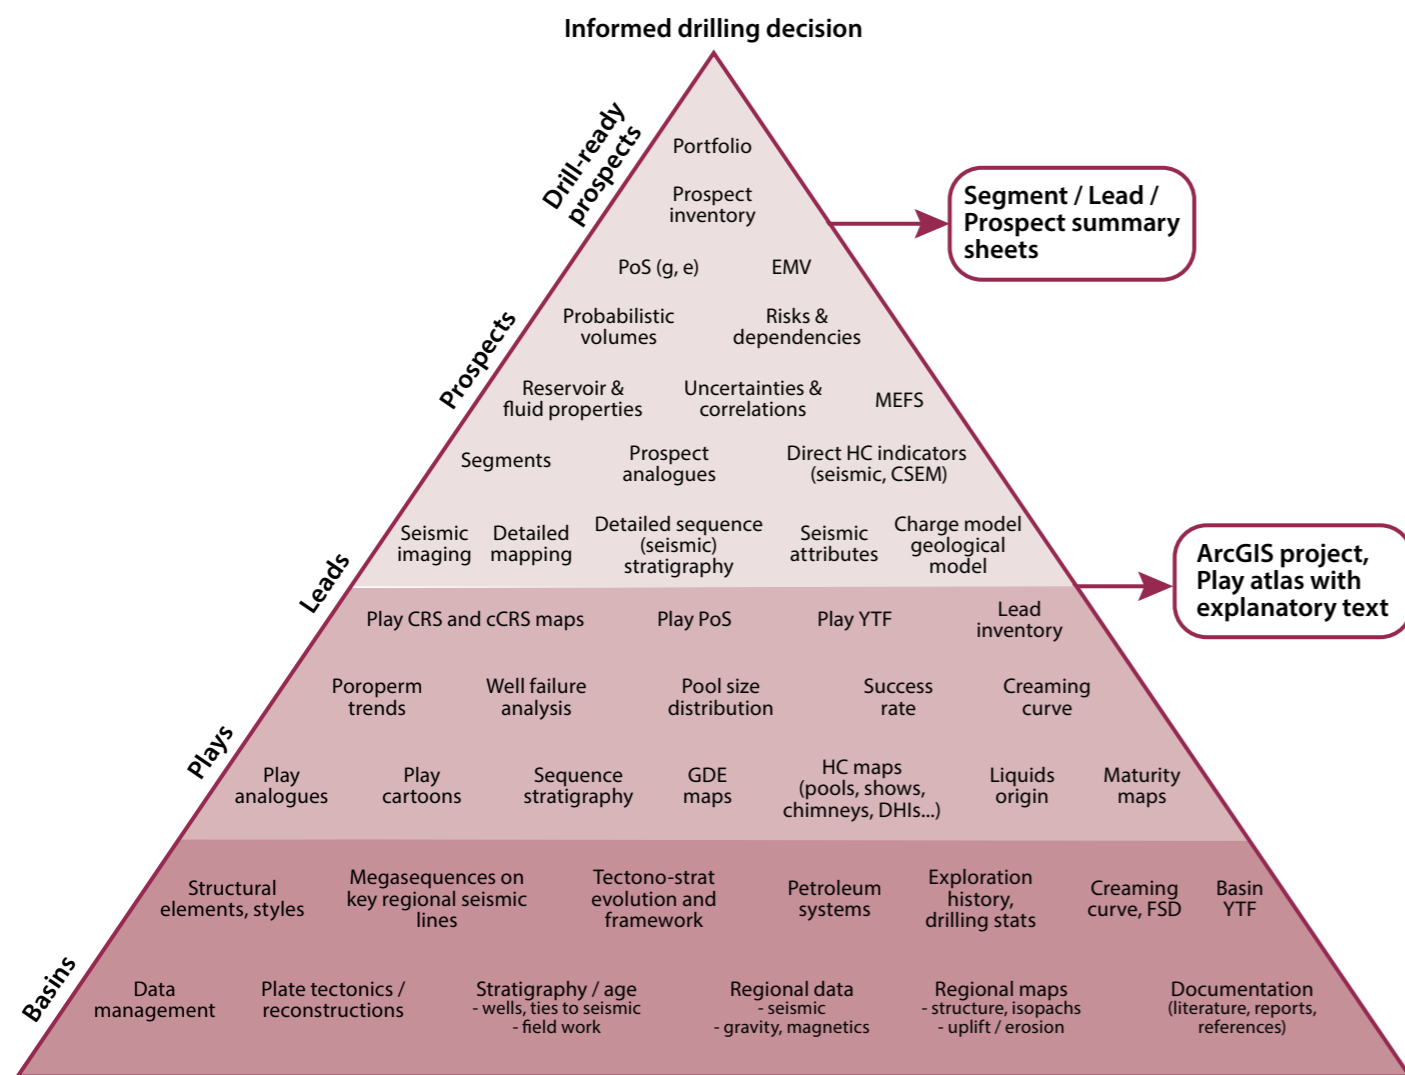 Informed drilling decision
Drill-ready
prospects
Portfolio
Prospect
inventory
Segment / Lead /
Prospect summary
sheets
PoS (g, e)
EMV
Prospects
Probabilistic
volumes
Risks &
dependencies
Reservoir &
fluid properties
Uncertainties &
correlations
MEFS
Segments
Prospect
analogues
Direct HC indicators
(seismic, CSEM)
Leads
Seismic
imaging
Detailed
mapping
Detailed sequence
(seismic)
stratigraphy
Seismic
attributes
Charge model
geological
model
ArcGIS project,
Play atlas with
explanatory text
Play CRS and cCRS maps
Play PoS
Play YTF
Lead
inventory
Poroperm
trends
Well failure
analysis
Pool size
distribution
Success
rate
Creaming
curve
Plays
Play
analogues
Play
cartoons
Sequence
stratigraphy
GDE
maps
HC maps
(pools, shows,
chimneys, DHIs...)
Liquids
origin
Maturity
maps
Structural
elements, styles
Megasequences on
key regional seismic
lines
Tectono-strat
evolution and
framework
Petroleum
systems
Exploration
history,
drilling stats
Creaming
curve, FSD
Basin
YTF
Basins
Data
management
Plate tectonics /
reconstructions
Stratigraphy / age
- wells, ties to seismic
- field work
Regional data
- seismic
- gravity, magnetics
Regional maps
- structure, isopachs
- uplift / erosion
Documentation
(literature, reports,
references)